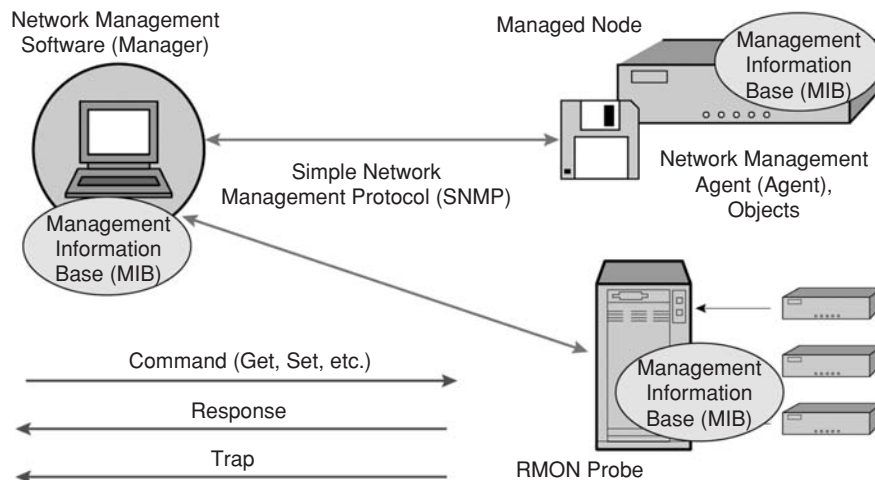 Network Management
Software (Manager)
Managed Node
Management
Information
Base (MIB)
Simple Network
Management Protocol (SNMP)
Network Management
Agent (Agent),
Objects
Management
Information
Base (MIB)
Command (Get, Set, etc.)
Response
Trap
Management
Information
Base (MIB)
RMON Probe